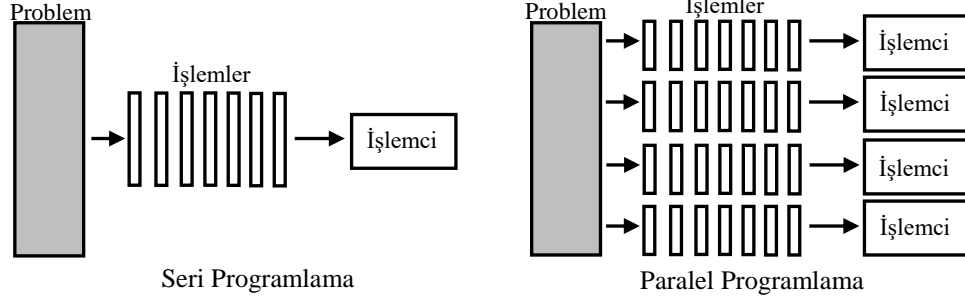 Problem
İşlemler
İşlemci
Seri Programlama
Problem
İşlemler
İşlemci
İşlemci
İşlemci
İşlemci
Paralel Programlama